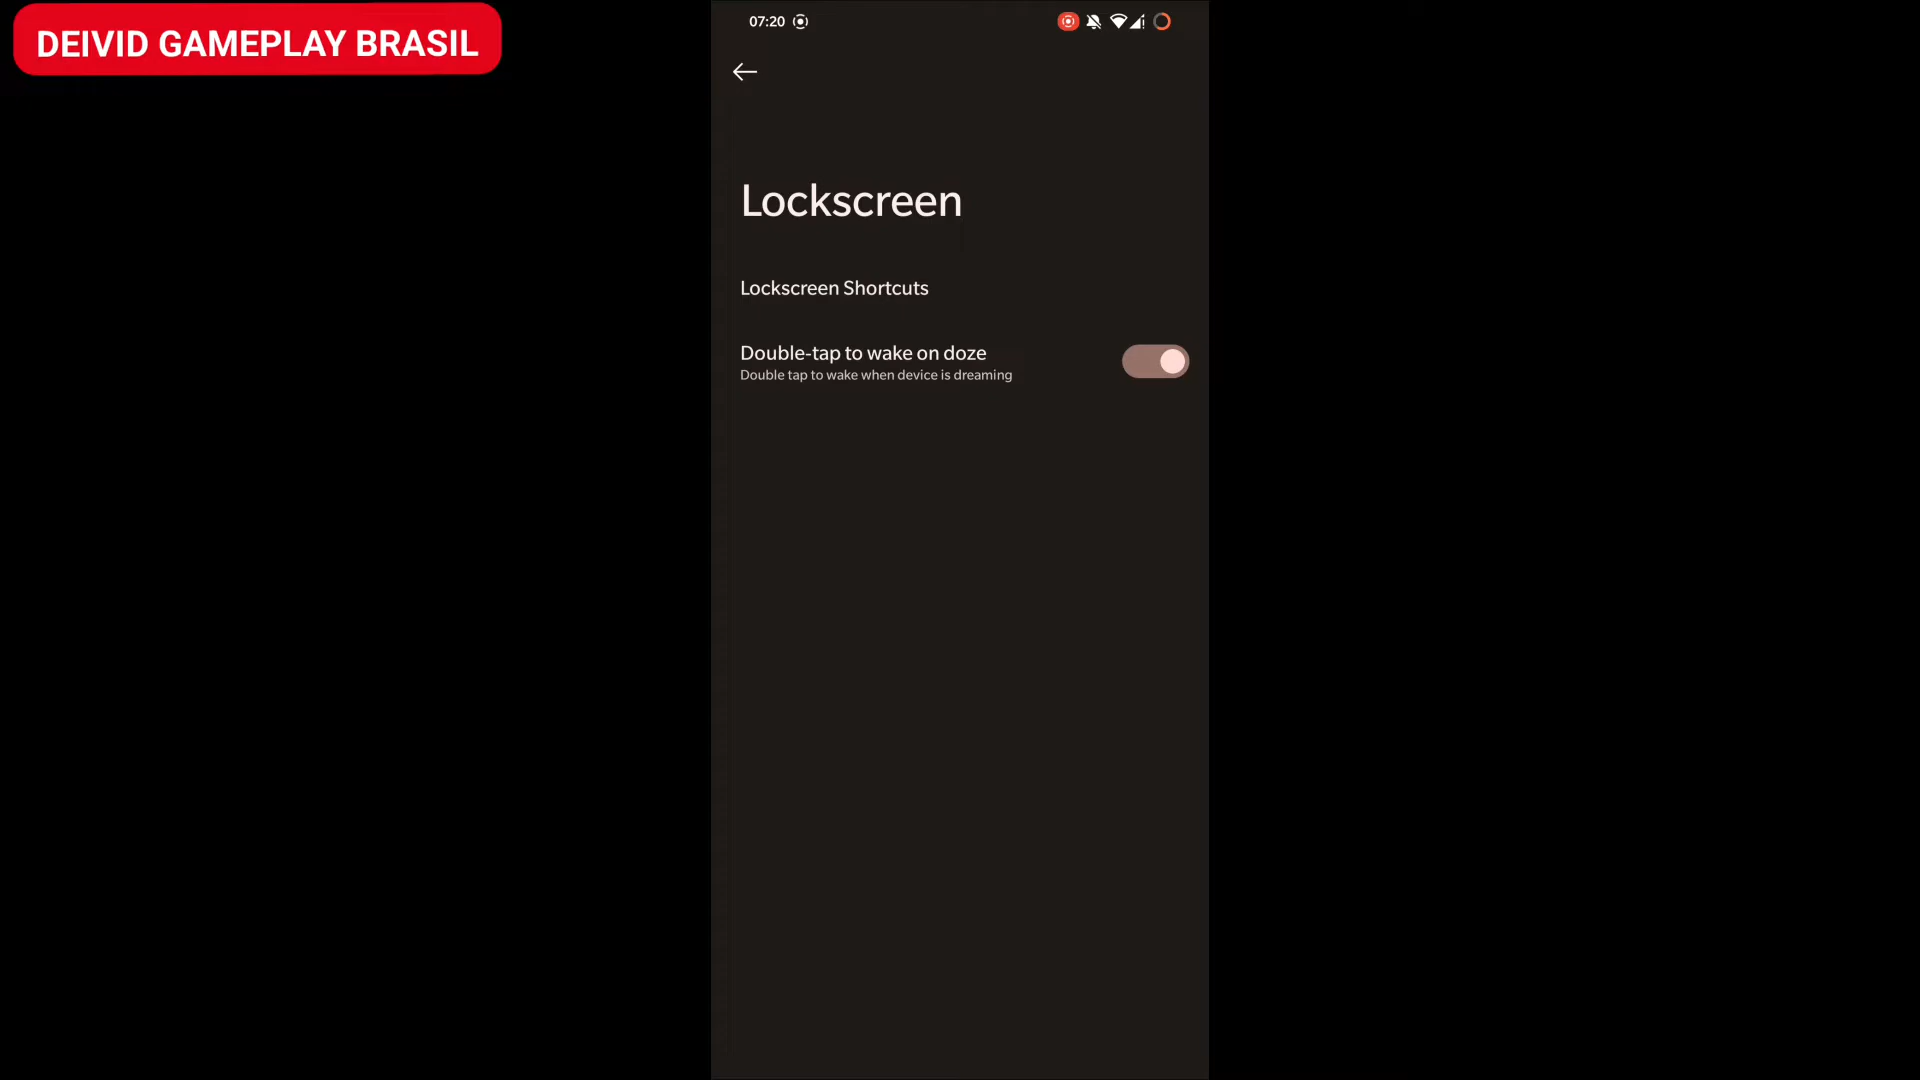 DEIVID GAMEPLAY BRASIL
07:20
Lockscreen
Lockscreen Shortcuts
Double-tap to wake on doze
Double tap to wake when device is dreaming